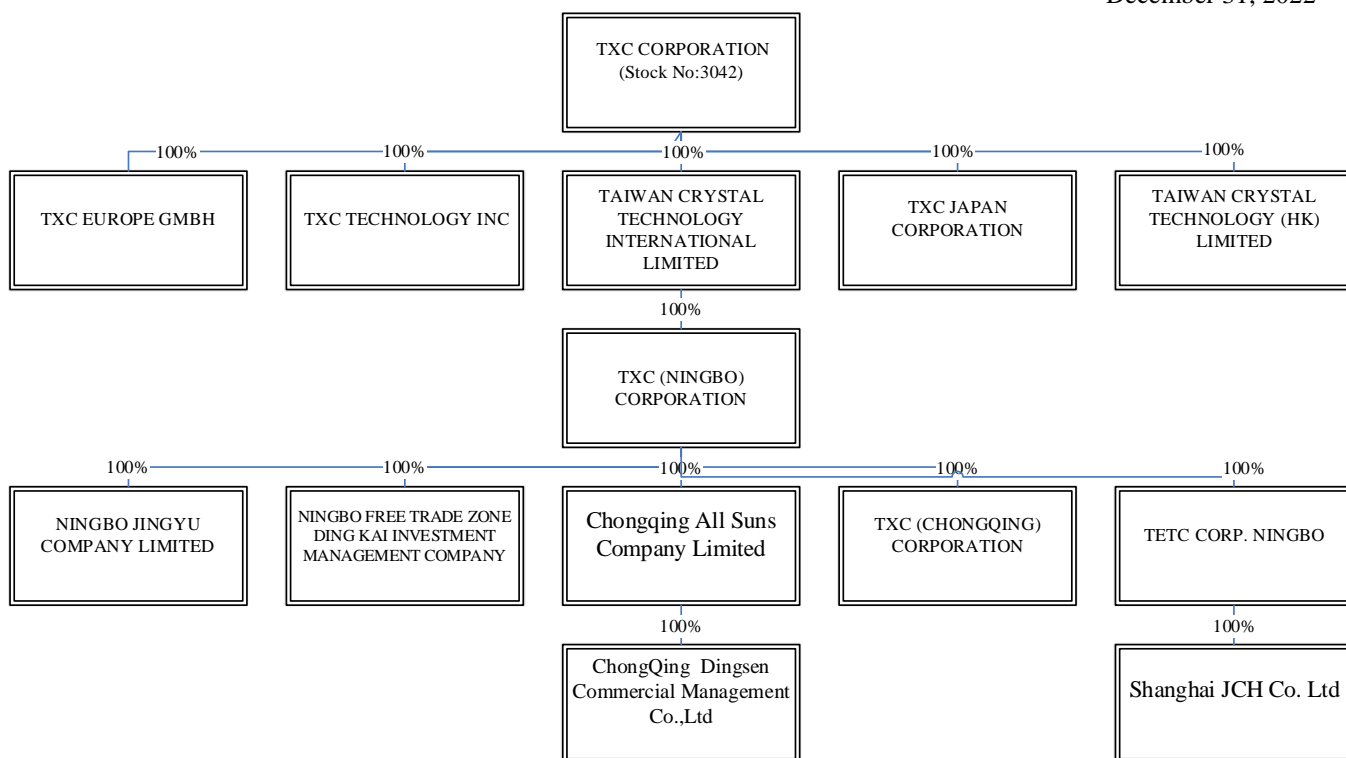 December 31, 2022
TXC CORPORATION
(Stock No:3042)
100%
100%
100%
100%
100%
TXC EUROPE GMBH
TXC TECHNOLOGY INC
TAIWAN CRYSTAL
TECHNOLOGY
INTERNATIONAL
LIMITED
TXC JAPAN
CORPORATION
TAIWAN CRYSTAL
TECHNOLOGY (HK)
LIMITED
100%
TXC (NINGBO)
CORPORATION
100%
100%
100%
100%
100%
NINGBO JINGYU
COMPANY LIMITED
NINGBO FREE TRADE ZONE
DING KAI INVESTMENT
MANAGEMENT COMPANY
Chongqing All Suns
Company Limited
TXC (CHONGQING)
CORPORATION
TETC CORP. NINGBO
100%
100%
ChongQing Dingsen
Commercial Management
Co.,Ltd
Shanghai JCH Co. Ltd